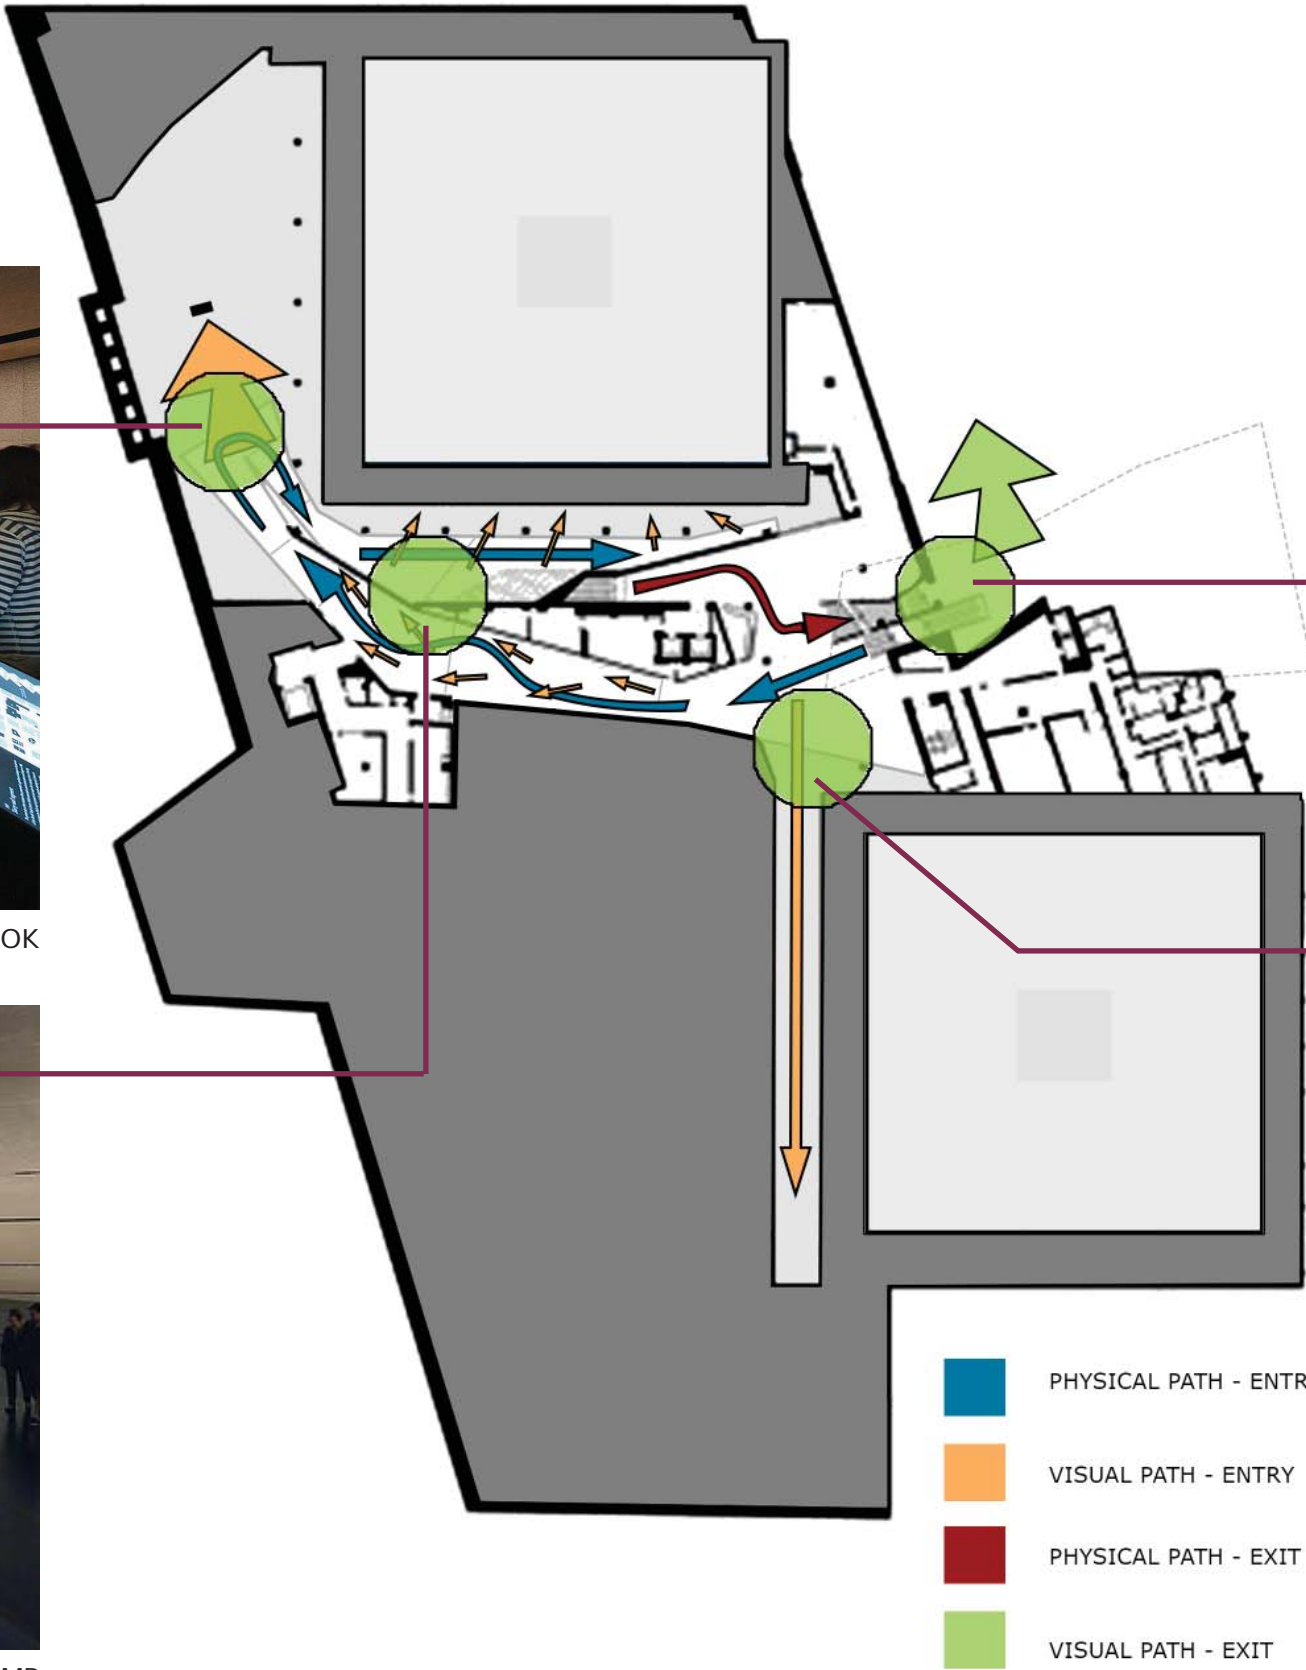 OK
PHYSICAL PATH - ENTR
VISUAL PATH - ENTRY
PHYSICAL PATH - EXIT
VISUAL PATH - EXIT